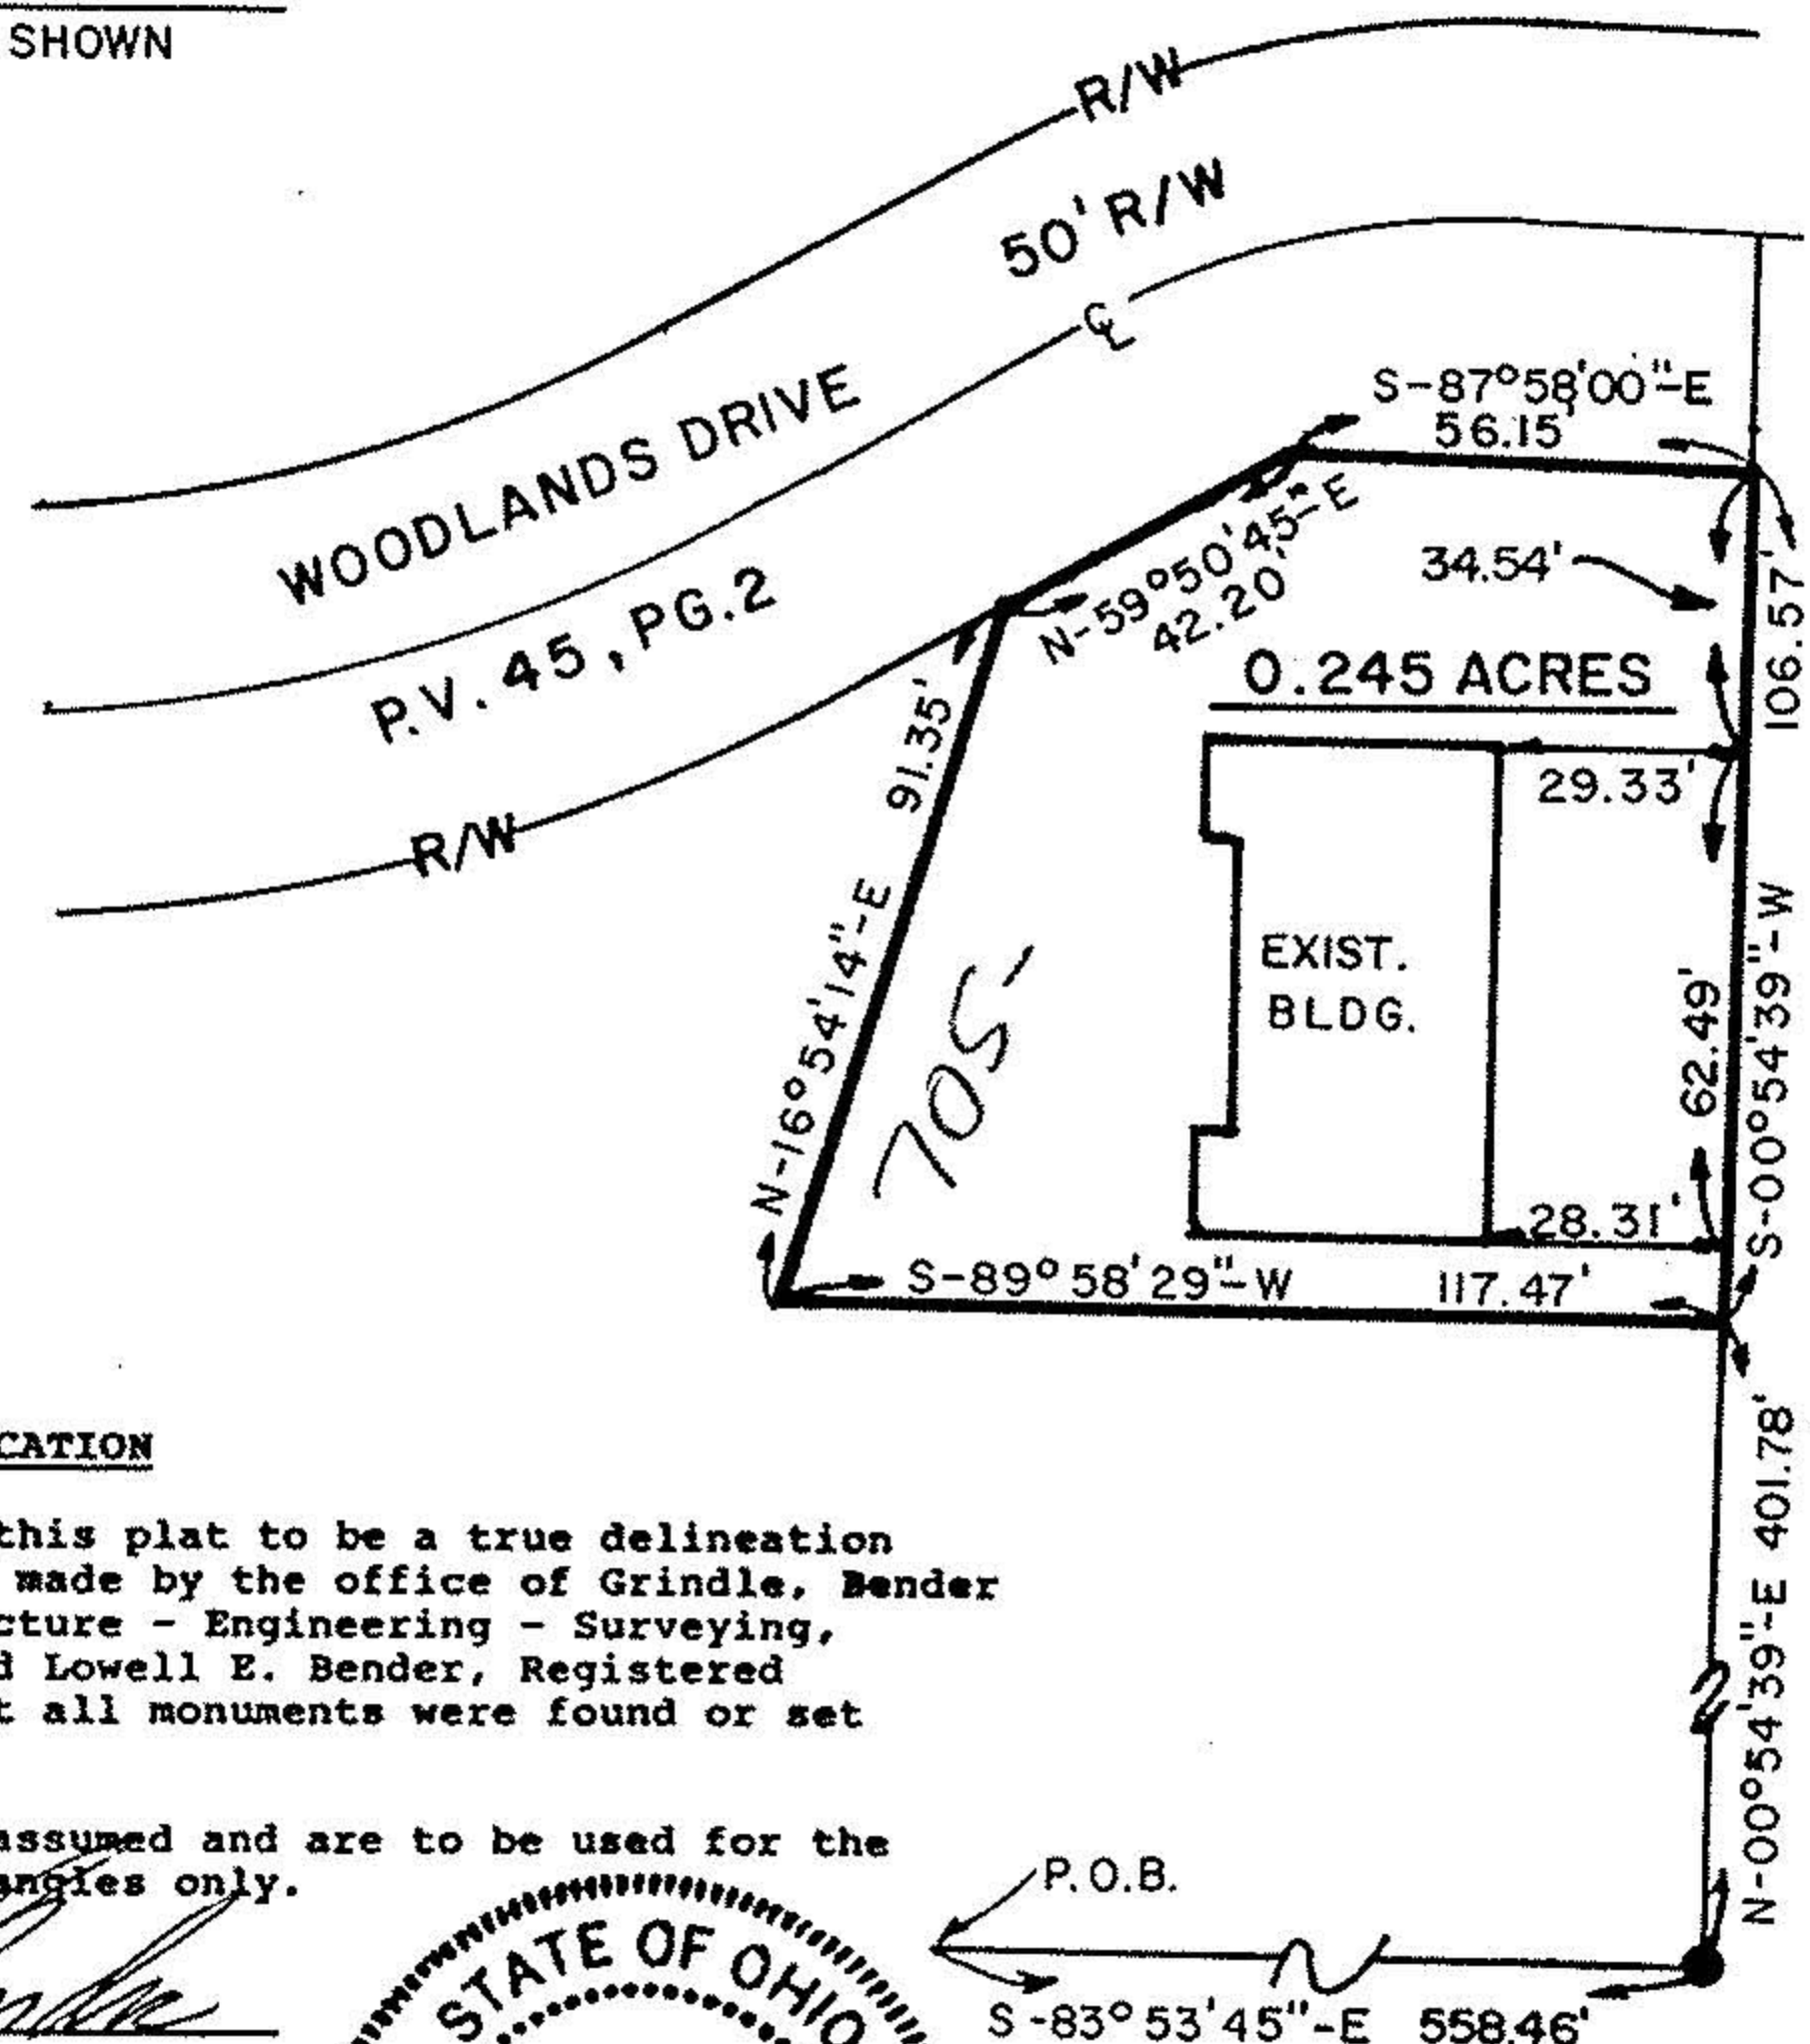 SHOWN
R/W
50' R/W
℄
WOODLANDS DRIVE
P.V. 45, PG. 2
R/W
S-87°58'00"-E
56.15'
N-59°50'45"-E
42.20'
34.54'
106.57'
0.245 ACRES
91.35'
N-16°54'14"-E
29.33'
EXIST.
BLDG.
705-
62.49'
S-00°54'39"-W
28.31'
S-89°58'29"-W 117.47'
N-00°54'39"-E 401.78'
CATION
this plat to be a true delineation
made by the office of Grindle, Bender
cture - Engineering - Surveying,
d Lowell E. Bender, Registered
t all monuments were found or set
assumed and are to be used for the
angles only.
P.O.B.
STATE OF OHIO
S-83°53'45"-E 558.46'